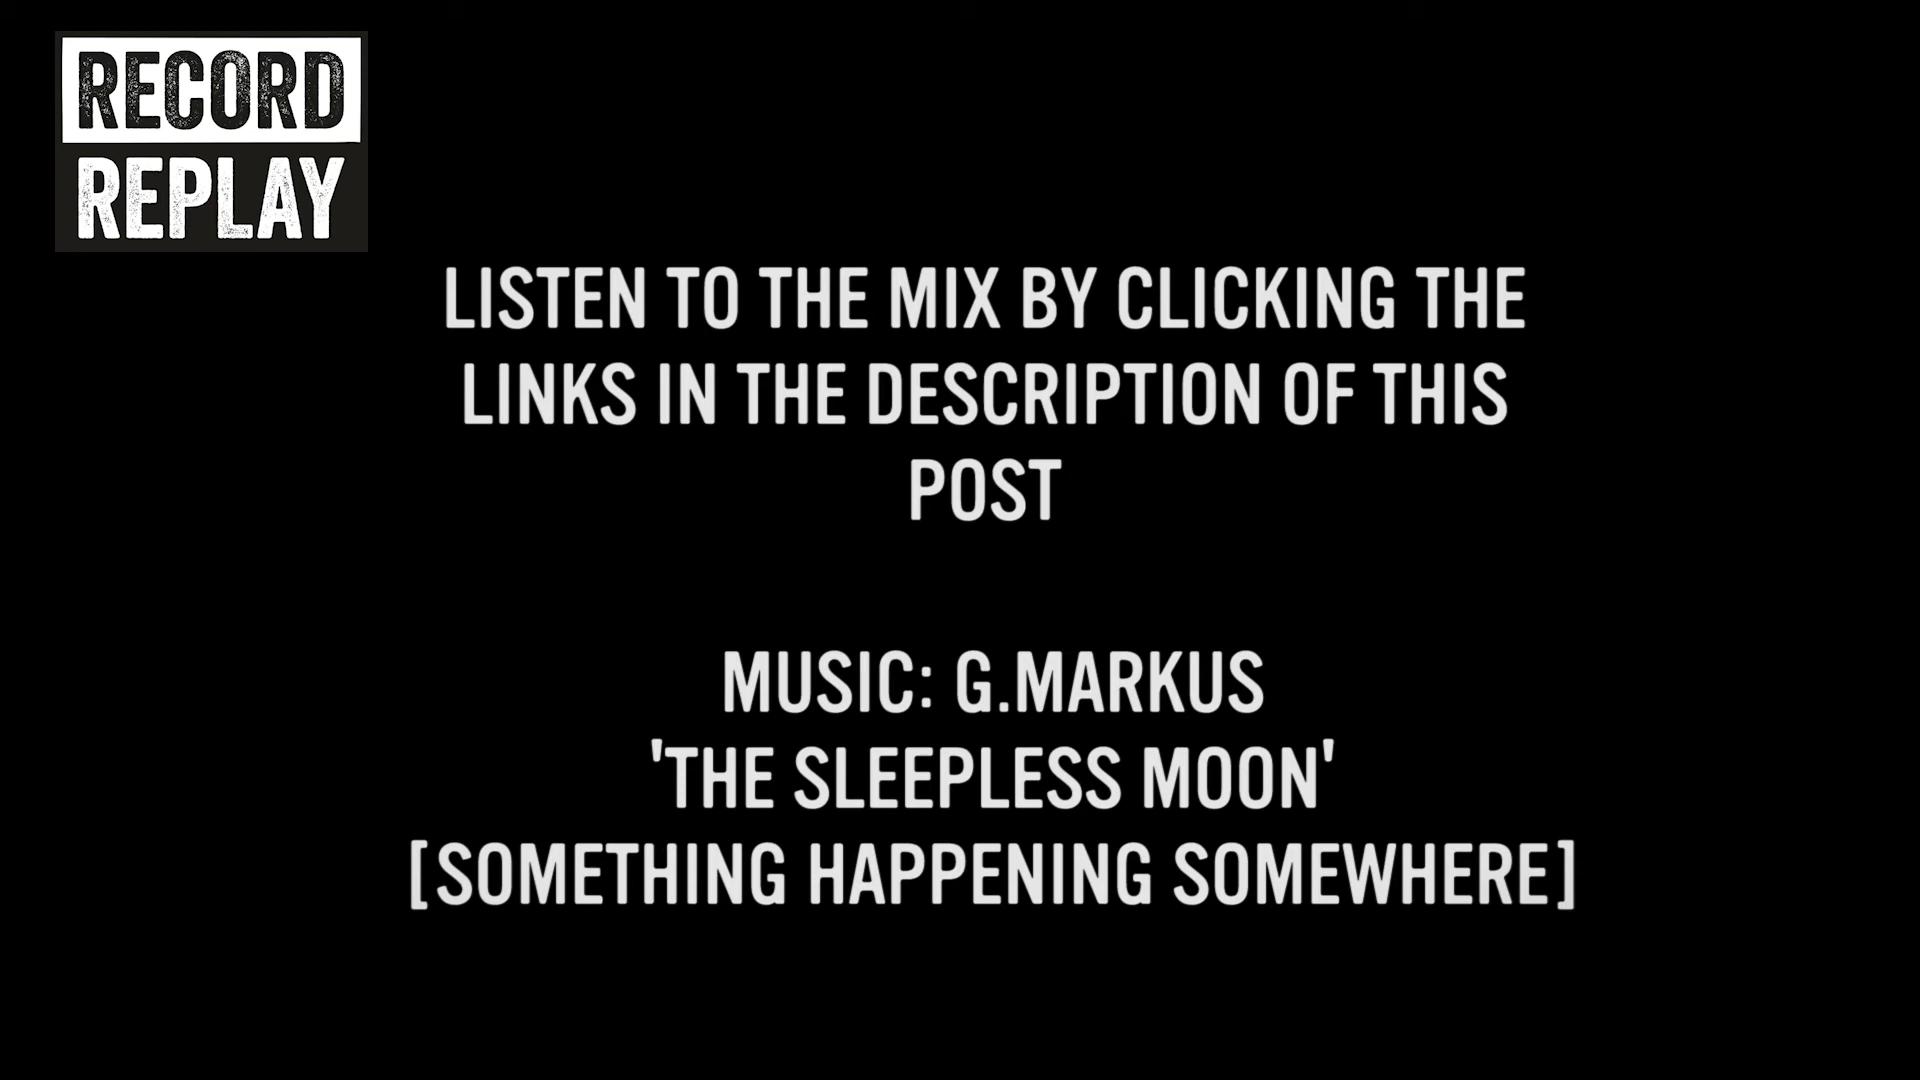 RECORD
REPLAY
LISTEN TO THE MIX BY CLICKING THE
LINKS IN THE DESCRIPTION OF THIS
POST
MUSIC: G.MARKUS
'THE SLEEPLESS MOON'
[SOMETHING HAPPENING SOMEWHERE]